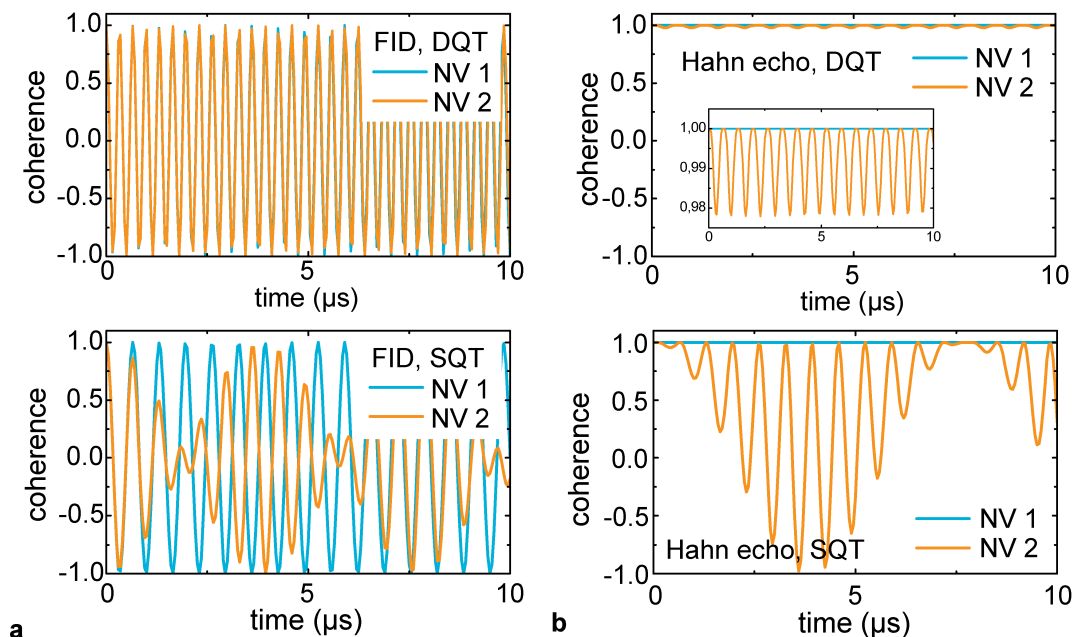 FID, DQT
NV 1
NV 2
coherence
1.0
0.5
0.0
-0.5
-1.0
0
5
10
time (µs)
Hahn echo, DQT
NV 1
NV 2
coherence
1.0
0.5
0.0
-0.5
-1.0
1,00
0,99
0,98
0
5
10
0
5
10
time (µs)
FID, SQT
NV 1
NV 2
coherence
1.0
0.5
0.0
-0.5
-1.0
0
5
10
time (µs)
a
coherence
1.0
0.5
0.0
-0.5
-1.0
NV 1
NV 2
Hahn echo, SQT
0
5
10
time (µs)
b